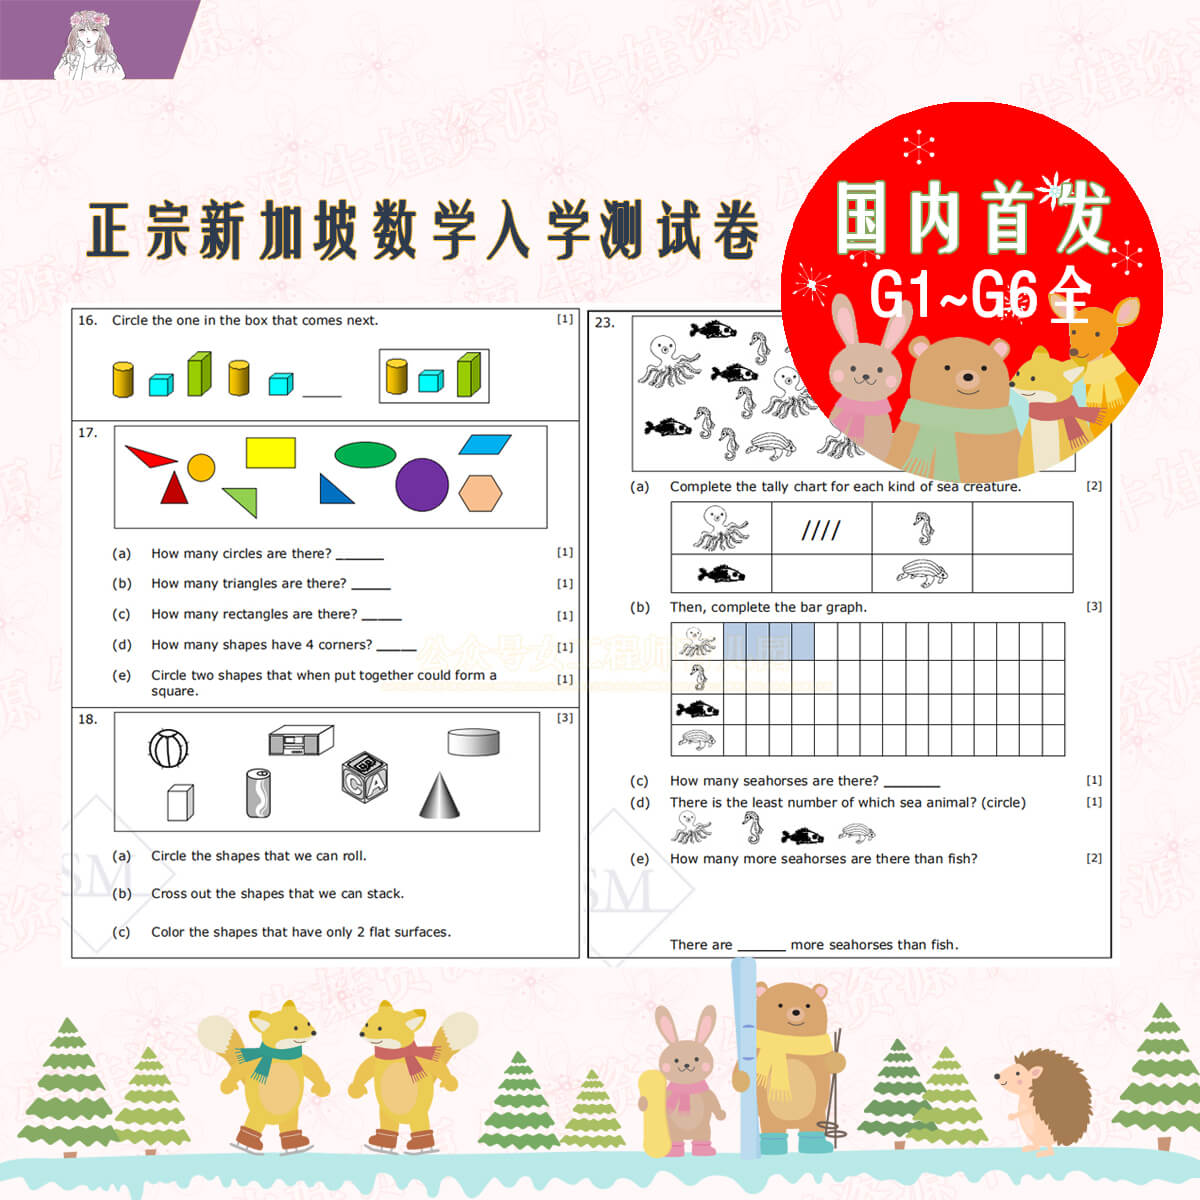 正宗新加坡数学入学测试卷
国内首发
G1~G6全
16. Circle the one in the box that comes next. [1]
17.
(a) How many circles are there? ______ [1]
(b) How many triangles are there? _____ [1]
(c) How many rectangles are there? _____ [1]
(d) How many shapes have 4 corners? _____ [1]
(e) Circle two shapes that when put together could form a [1]
square.
18. [3]
(a) Circle the shapes that we can roll.
(b) Cross out the shapes that we can stack.
(c) Color the shapes that have only 2 flat surfaces.
SM
23.
(a) Complete the tally chart for each kind of sea creature. [2]
////
(b) Then, complete the bar graph. [3]
(c) How many seahorses are there? _______ [1]
(d) There is the least number of which sea animal? (circle) [1]
(e) How many more seahorses are there than fish? [2]
There are ______ more seahorses than fish.
SM
牛娃资源